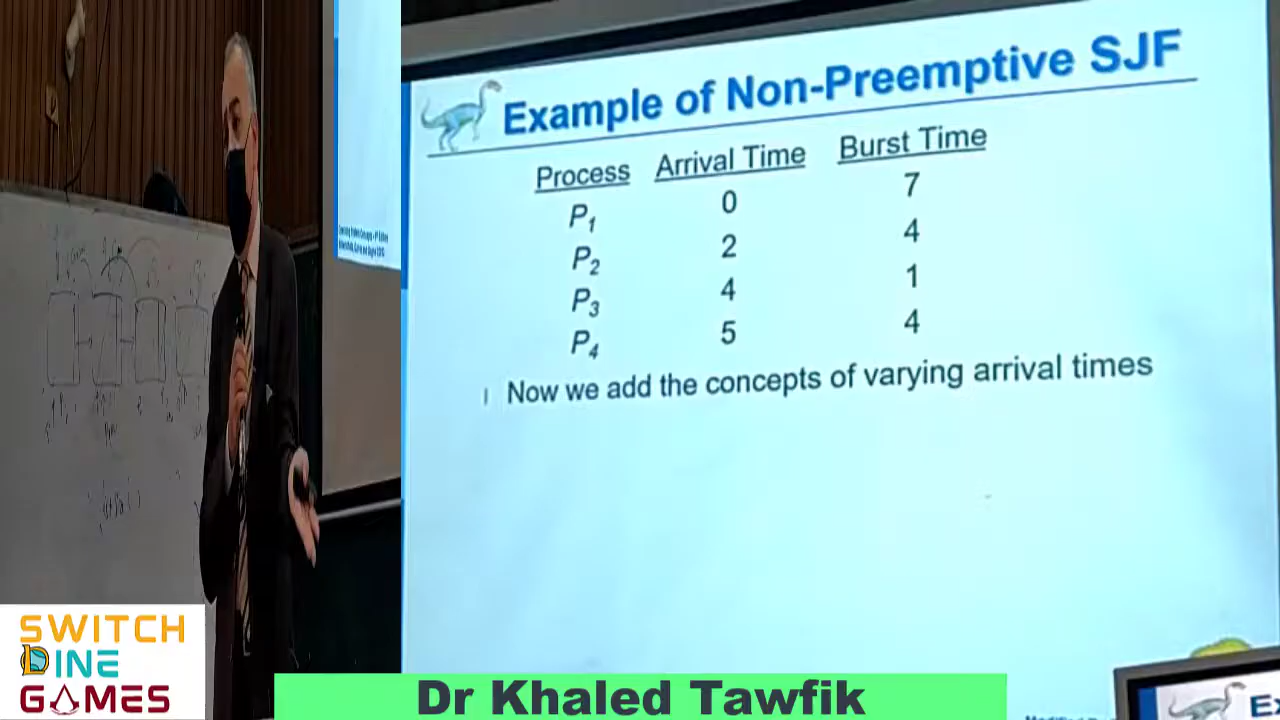 Example of Non-Preemptive SJF
Process Arrival Time Burst Time
P1 0 7
P2 2 4
P3 4 1
P4 5 4
Now we add the concepts of varying arrival times
SWITCH
DINE
GAMES
Dr Khaled Tawfik